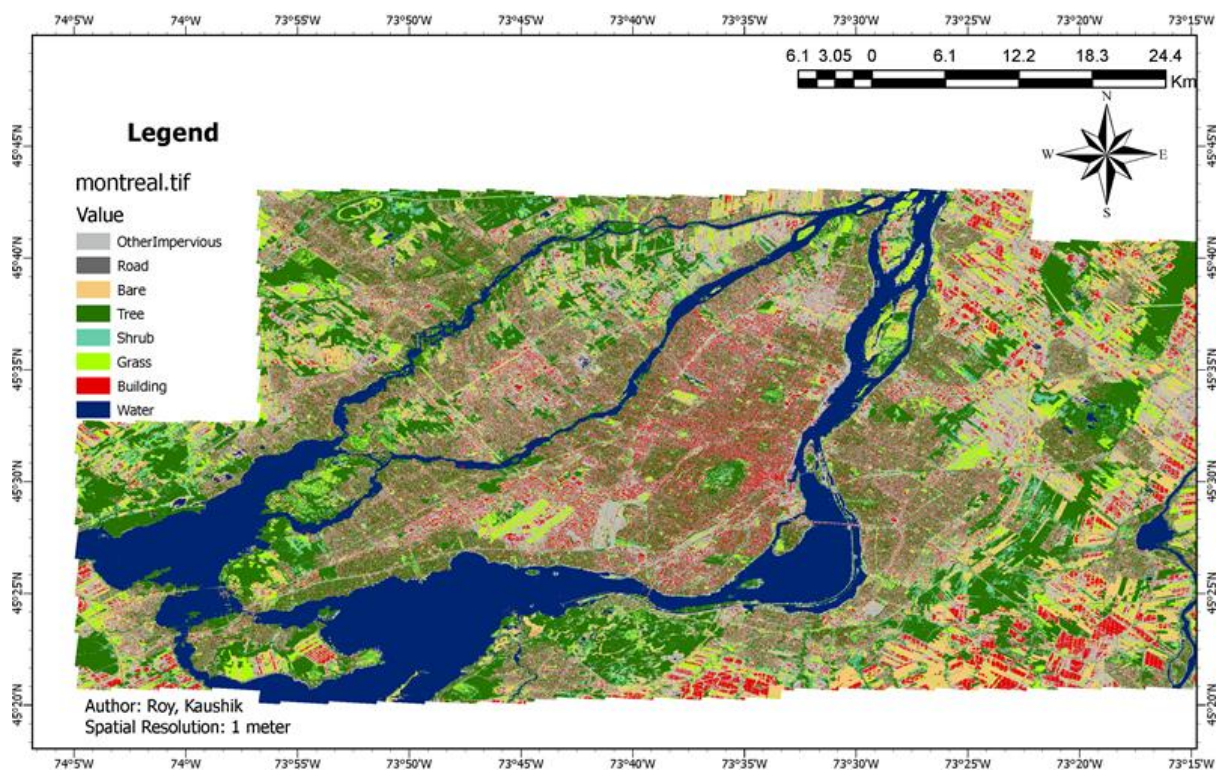 74°5'W 74°W 73°55'W 73°50'W 73°45'W 73°40'W 73°35'W 73°30'W 73°25'W 73°20'W 73°15'W
6.1 3.05 0 6.1 12.2 18.3 24.4
Km
N
W E
S
Legend
montreal.tif
Value
OtherImpervious
Road
Bare
Tree
Shrub
Grass
Building
Water
45°45'N 45°45'N
45°40'N 45°40'N
45°35'N 45°35'N
45°30'N 45°30'N
45°25'N 45°25'N
45°20'N 45°20'N
Author: Roy, Kaushik
Spatial Resolution: 1 meter
74°5'W 74°W 73°55'W 73°50'W 73°45'W 73°40'W 73°35'W 73°30'W 73°25'W 73°20'W 73°15'W